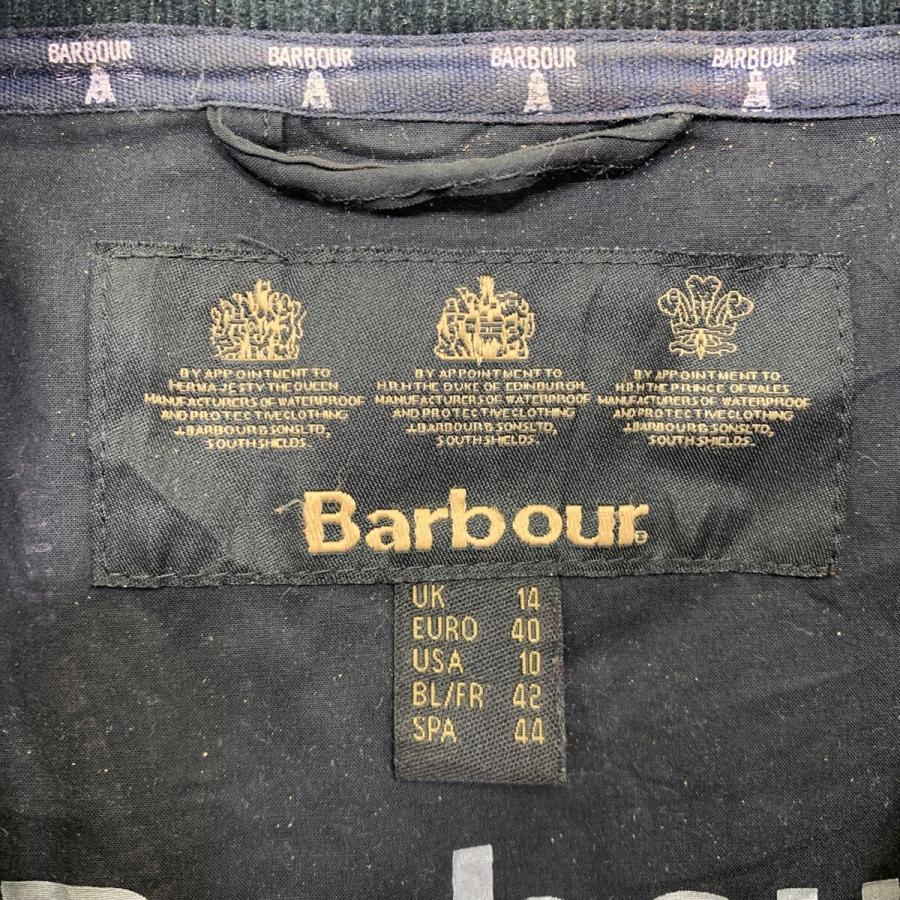 BARBOUR BARBOUR BARBOUR BARBOUR
BY APPOINTMENT TO
HER MAJESTY THE QUEEN
MANUFACTURERS OF WATERPROOF
AND PROTECTIVE CLOTHING
J.BARBOUR & SONS LTD,
SOUTH SHIELDS.
BY APPOINTMENT TO
H.R.H THE DUKE OF EDINBURGH
MANUFACTURERS OF WATERPROOF
AND PROTECTIVE CLOTHING
J.BARBOUR & SONS LTD,
SOUTH SHIELDS.
BY APPOINTMENT TO
H.R.H THE PRINCE OF WALES
MANUFACTURERS OF WATERPROOF
AND PROTECTIVE CLOTHING
J.BARBOUR & SONS LTD,
SOUTH SHIELDS.
Barbour®
UK 14
EURO 40
USA 10
BL/FR 42
SPA 44